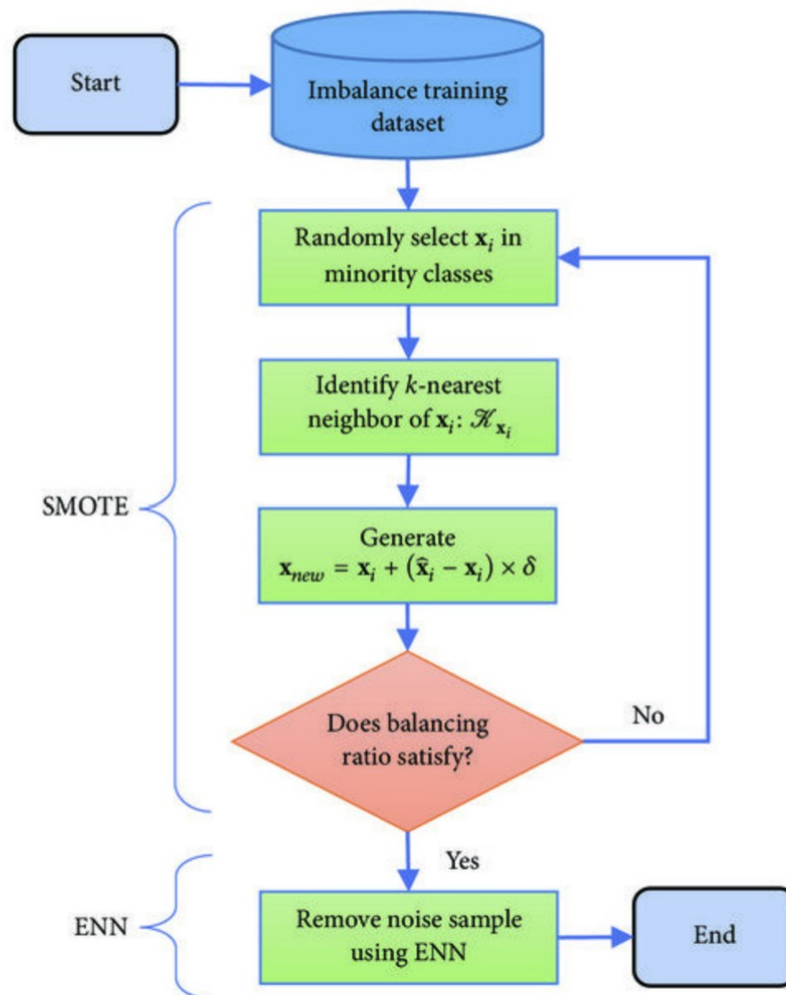 Start
Imbalance training
dataset
Randomly select 𝐱ᵢ in
minority classes
Identify k-nearest
neighbor of 𝐱ᵢ: 𝒦𝐱ᵢ
SMOTE
Generate
𝐱new = 𝐱ᵢ + (𝐱̂ᵢ − 𝐱ᵢ) × δ
Does balancing
ratio satisfy?
No
Yes
ENN
Remove noise sample
using ENN
End